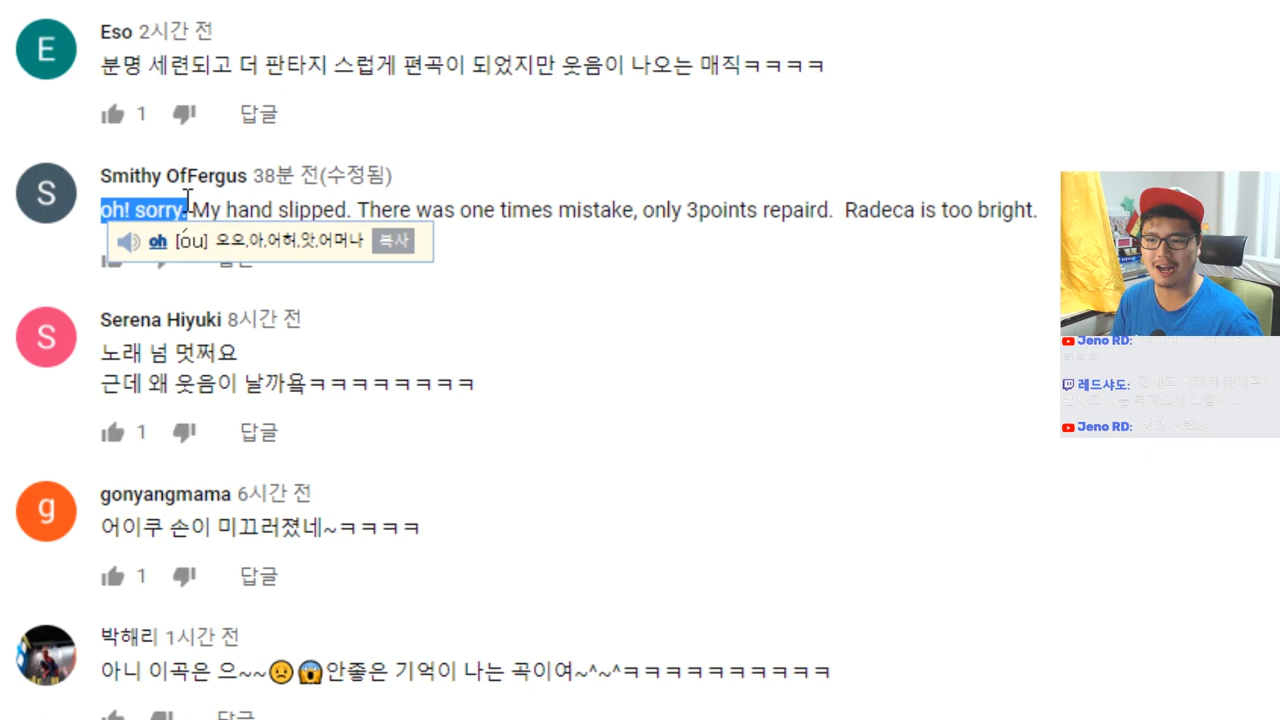 E
Eso 2시간 전
분명 세련되고 더 판타지 스럽게 편곡이 되었지만 웃음이 나오는 매직ㅋㅋㅋㅋ
1 답글
S
Smithy OfFergus 38분 전(수정됨)
oh! sorry. My hand slipped. There was one times mistake, only 3points repaird. Radeca is too bright.
oh [óu] 오오,아,어허,앗,어머나 복사
S
Serena Hiyuki 8시간 전
노래 넘 멋쩌요
근데 왜 웃음이 날까욬ㅋㅋㅋㅋㅋㅋㅋㅋ
1 답글
g
gonyangmama 6시간 전
어이쿠 손이 미끄러졌네~ㅋㅋㅋㅋ
1 답글
박해리 1시간 전
아니 이곡은 으~~😟😱안좋은 기억이 나는 곡이여~^~^ㅋㅋㅋㅋㅋㅋㅋㅋㅋㅋ
답글
Jeno RD:
레드샤도:
Jeno RD: